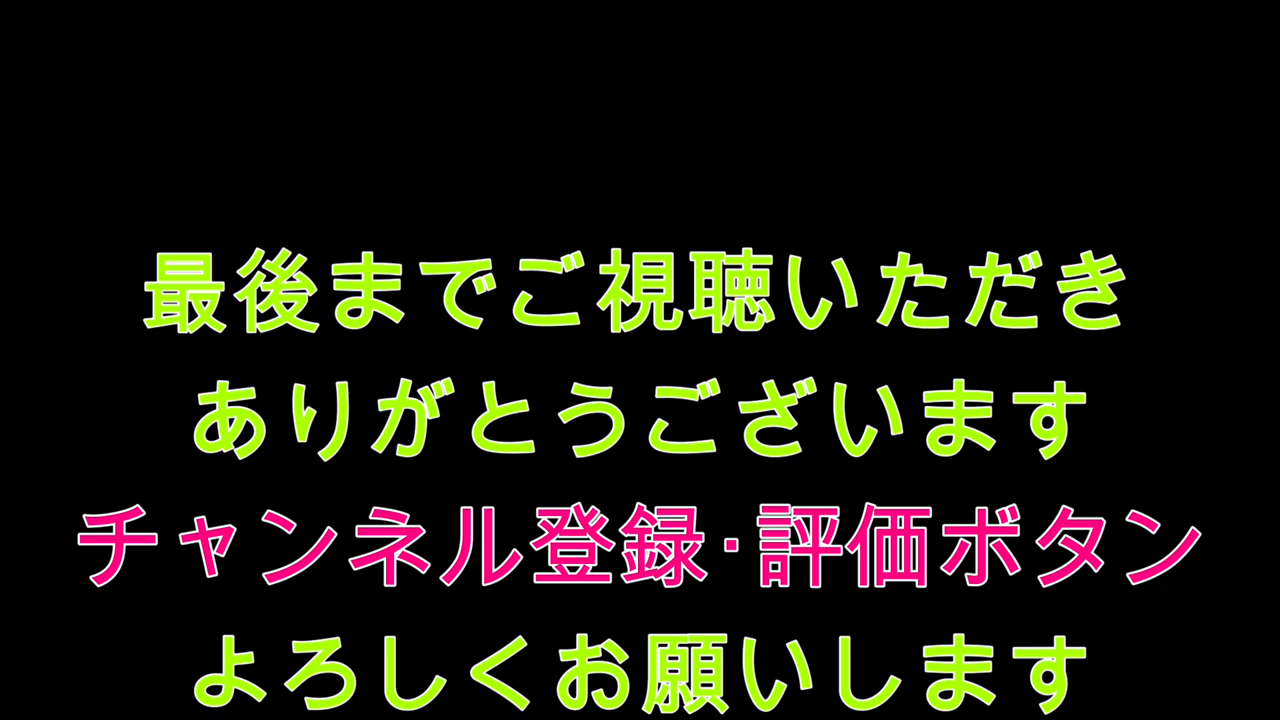 最後までご視聴いただき
ありがとうございます
チャンネル登録･評価ボタン
よろしくお願いします